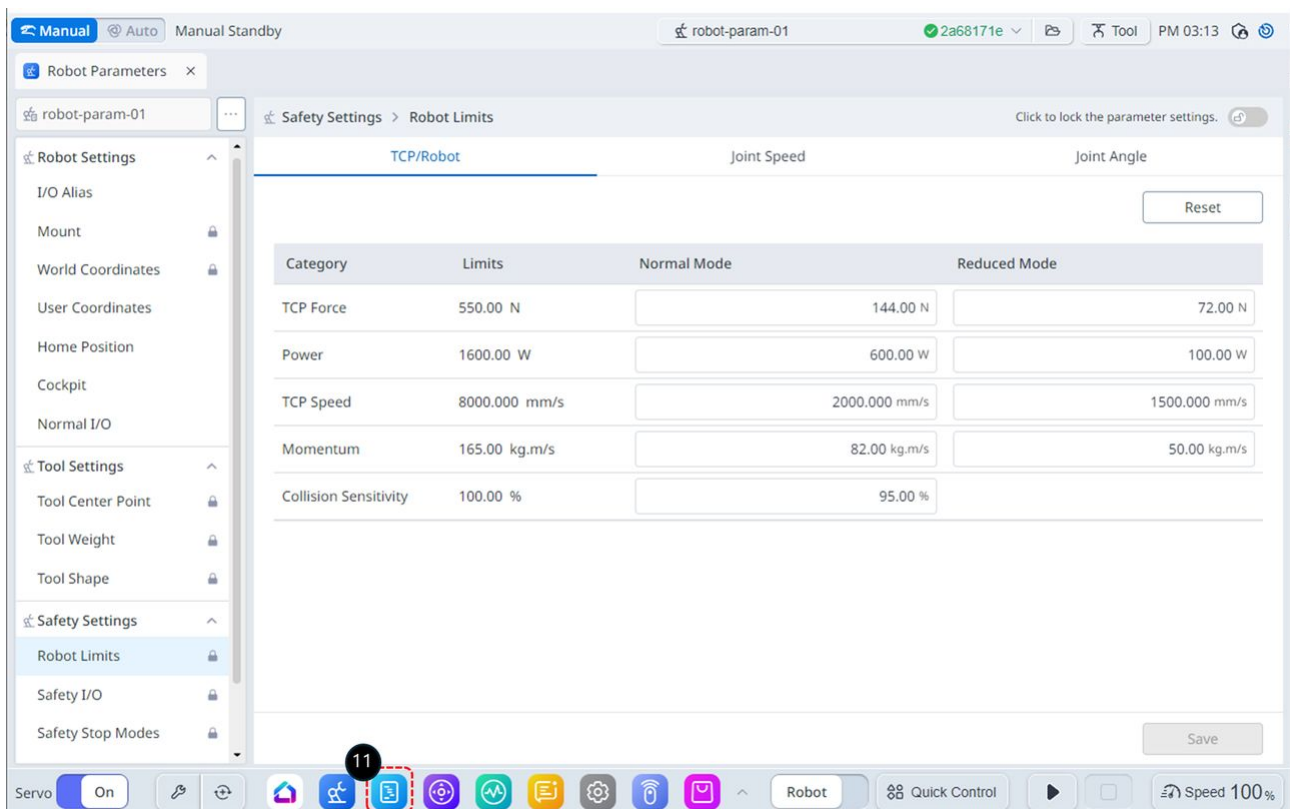 Manual Auto Manual Standby robot-param-01 2a68171e Tool PM 03:13
Robot Parameters
robot-param-01 ... Safety Settings > Robot Limits Click to lock the parameter settings.
Robot Settings TCP/Robot Joint Speed Joint Angle
I/O Alias
Reset
Mount
World Coordinates Category Limits Normal Mode Reduced Mode
User Coordinates TCP Force 550.00 N 144.00 N 72.00 N
Home Position Power 1600.00 W 600.00 W 100.00 W
Cockpit
TCP Speed 8000.000 mm/s 2000.000 mm/s 1500.000 mm/s
Normal I/O
Tool Settings Momentum 165.00 kg.m/s 82.00 kg.m/s 50.00 kg.m/s
Tool Center Point Collision Sensitivity 100.00 % 95.00 %
Tool Weight
Tool Shape
Safety Settings
Robot Limits
Safety I/O
Safety Stop Modes Save
11
Servo On Robot Quick Control Speed 100 %